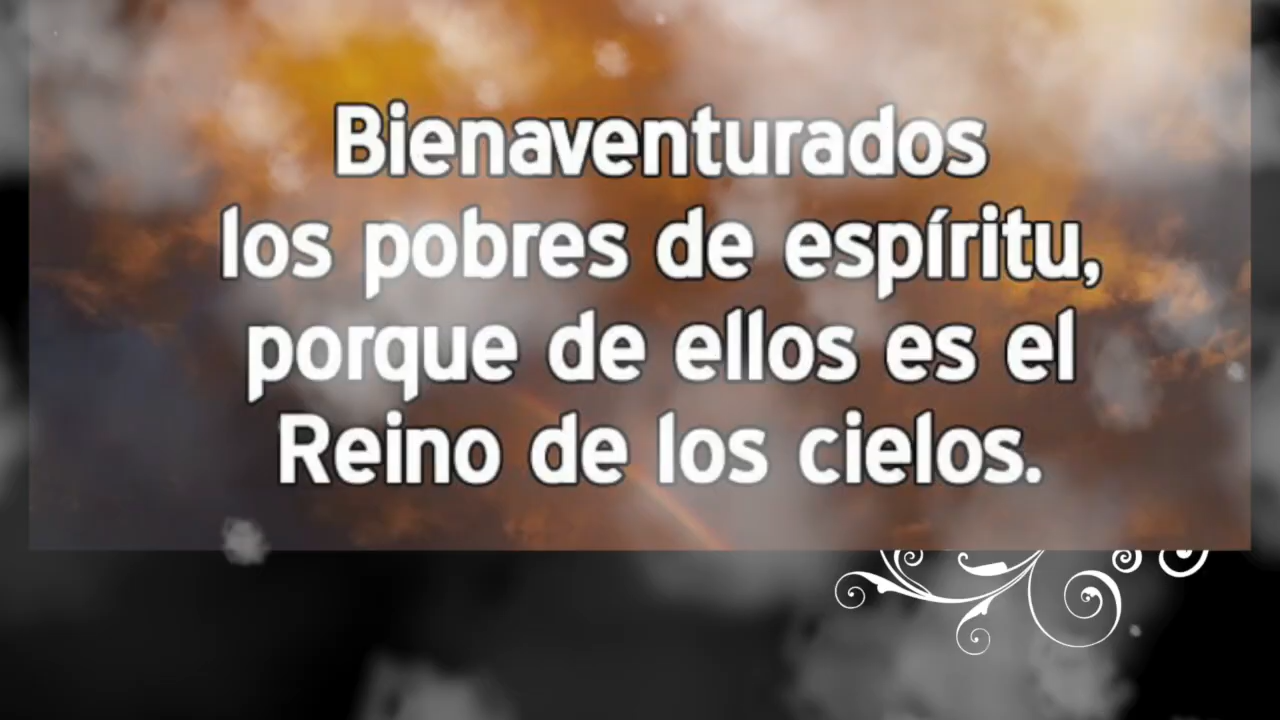 Bienaventurados
los pobres de espíritu,
porque de ellos es el
Reino de los cielos.